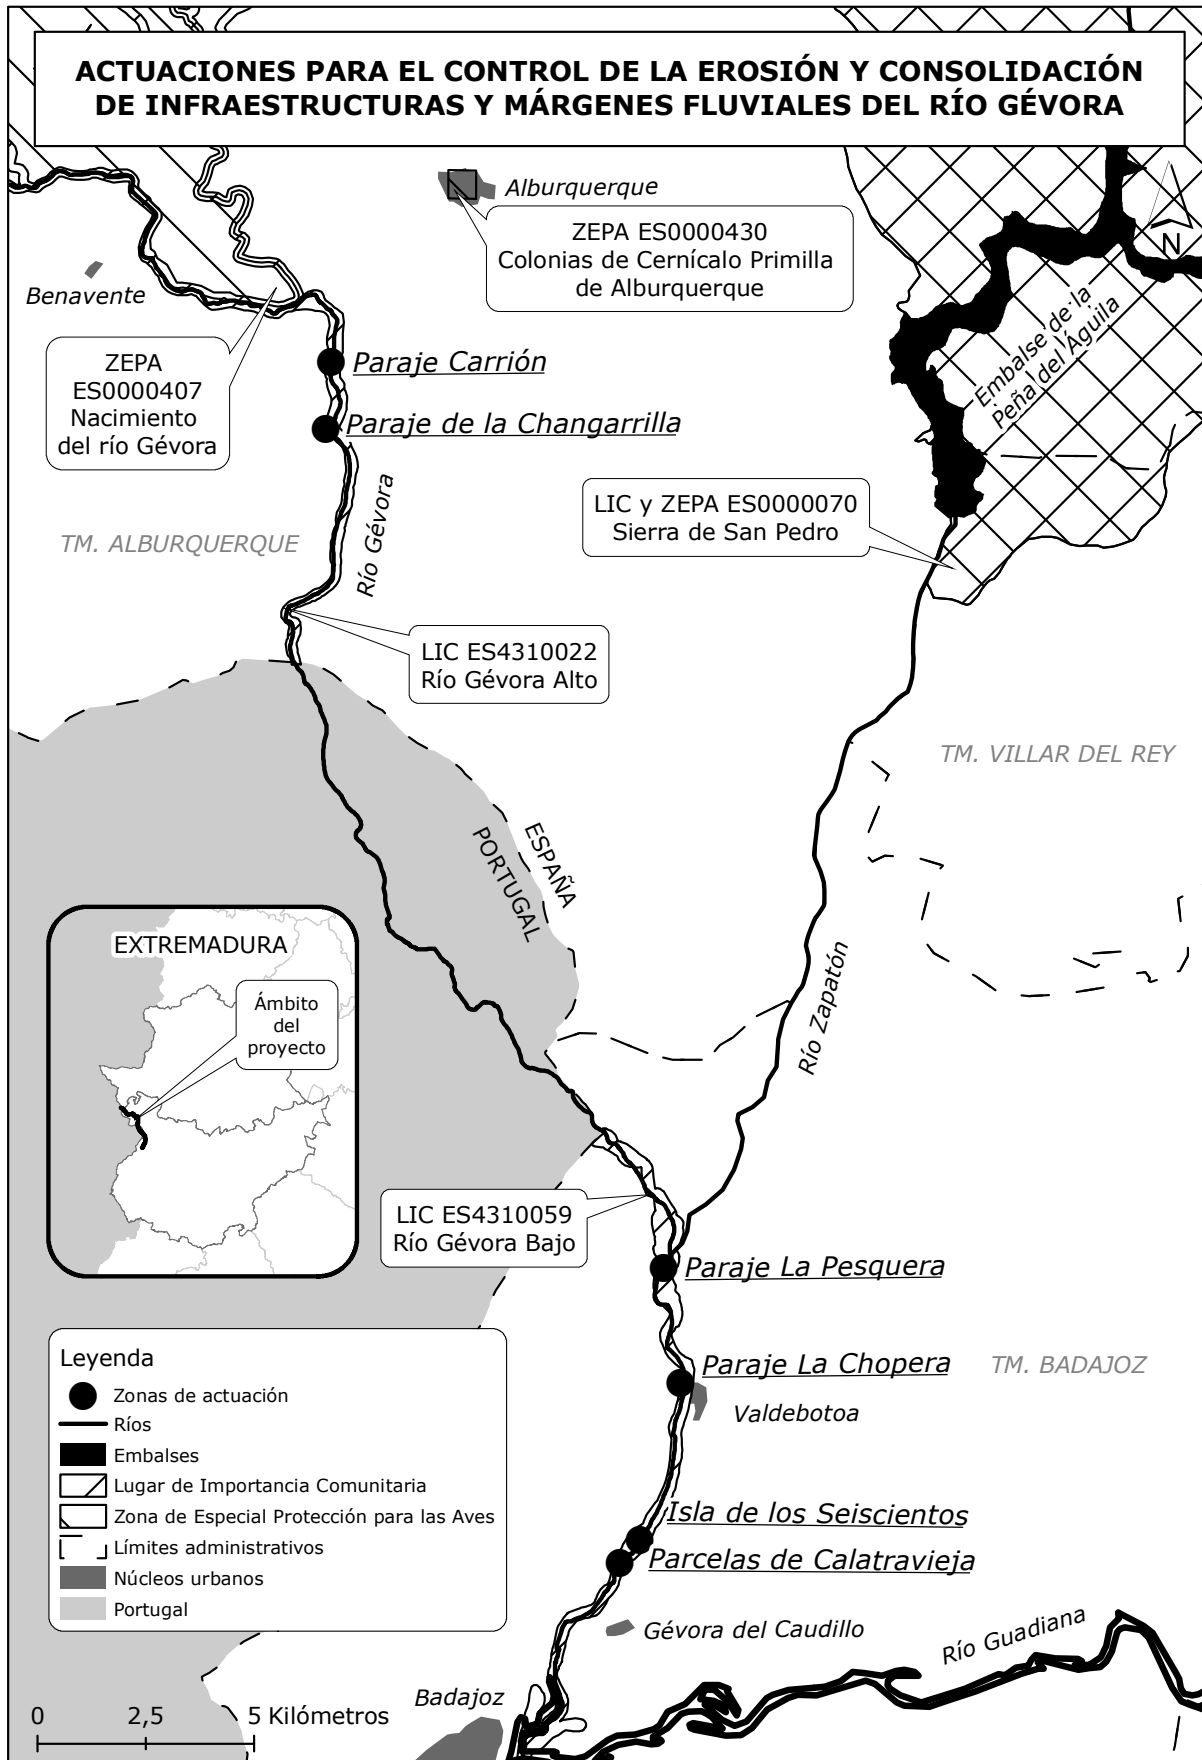 ACTUACIONES PARA EL CONTROL DE LA EROSIÓN Y CONSOLIDACIÓN
DE INFRAESTRUCTURAS Y MÁRGENES FLUVIALES DEL RÍO GÉVORA
Alburquerque
ZEPA ES0000430
Colonias de Cernícalo Primilla
de Alburquerque
N
Benavente
Embalse de la
Peña del Águila
ZEPA
ES0000407
Nacimiento
del río Gévora
Paraje Carrión
Paraje de la Changarrilla
LIC y ZEPA ES0000070
Sierra de San Pedro
TM. ALBURQUERQUE
Río Gévora
LIC ES4310022
Río Gévora Alto
TM. VILLAR DEL REY
ESPAÑA
PORTUGAL
EXTREMADURA
Ámbito
del
proyecto
Río Zapatón
LIC ES4310059
Río Gévora Bajo
Paraje La Pesquera
Paraje La Chopera
TM. BADAJOZ
Valdebotoa
Leyenda
Zonas de actuación
Ríos
Embalses
Lugar de Importancia Comunitaria
Zona de Especial Protección para las Aves
Límites administrativos
Núcleos urbanos
Portugal
Isla de los Seiscientos
Parcelas de Calatravieja
Gévora del Caudillo
Río Guadiana
Badajoz
0 2,5 5 Kilómetros